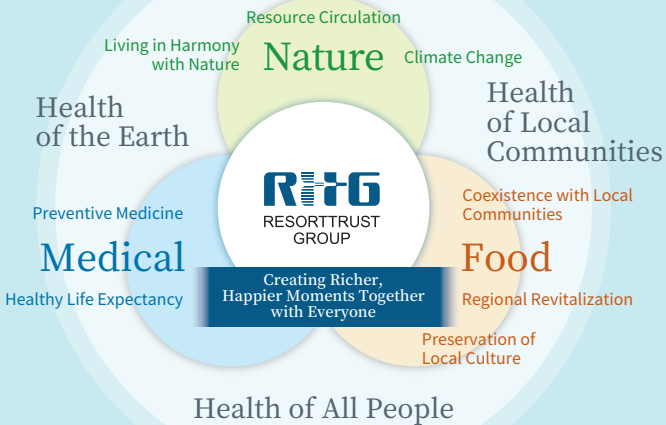 Resource Circulation
Living in Harmony
with Nature
Nature
Climate Change
Health
of the Earth
Health
of Local
Communities
RTTG
RESORTTRUST
GROUP
Preventive Medicine
Medical
Healthy Life Expectancy
Coexistence with Local
Communities
Food
Regional Revitalization
Preservation of
Local Culture
Creating Richer,
Happier Moments Together
with Everyone
Health of All People